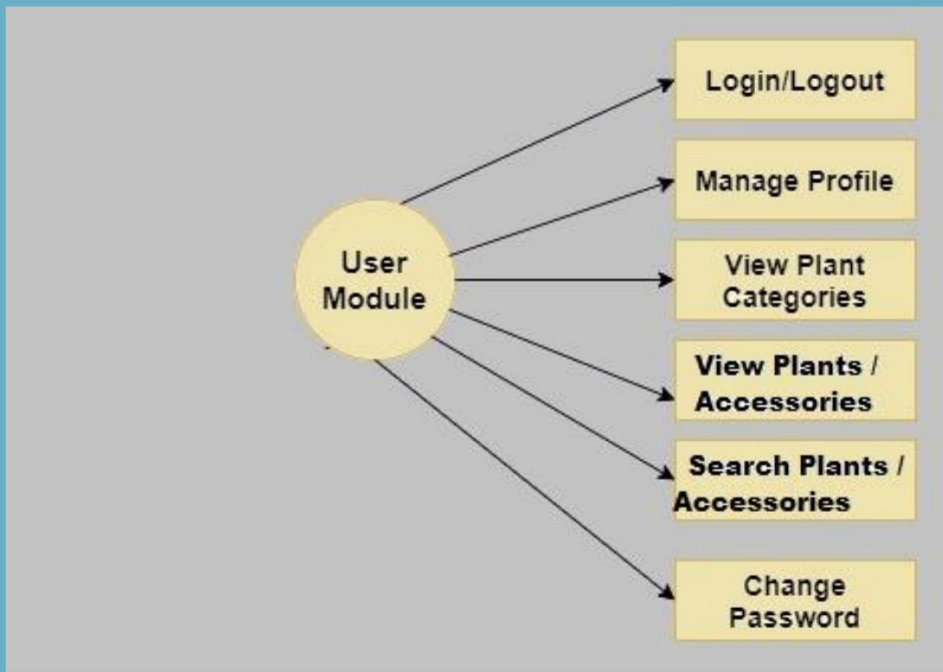 Login/Logout
Manage Profile
User
Module
View Plant
Categories
View Plants /
Accessories
Search Plants /
Accessories
Change
Password